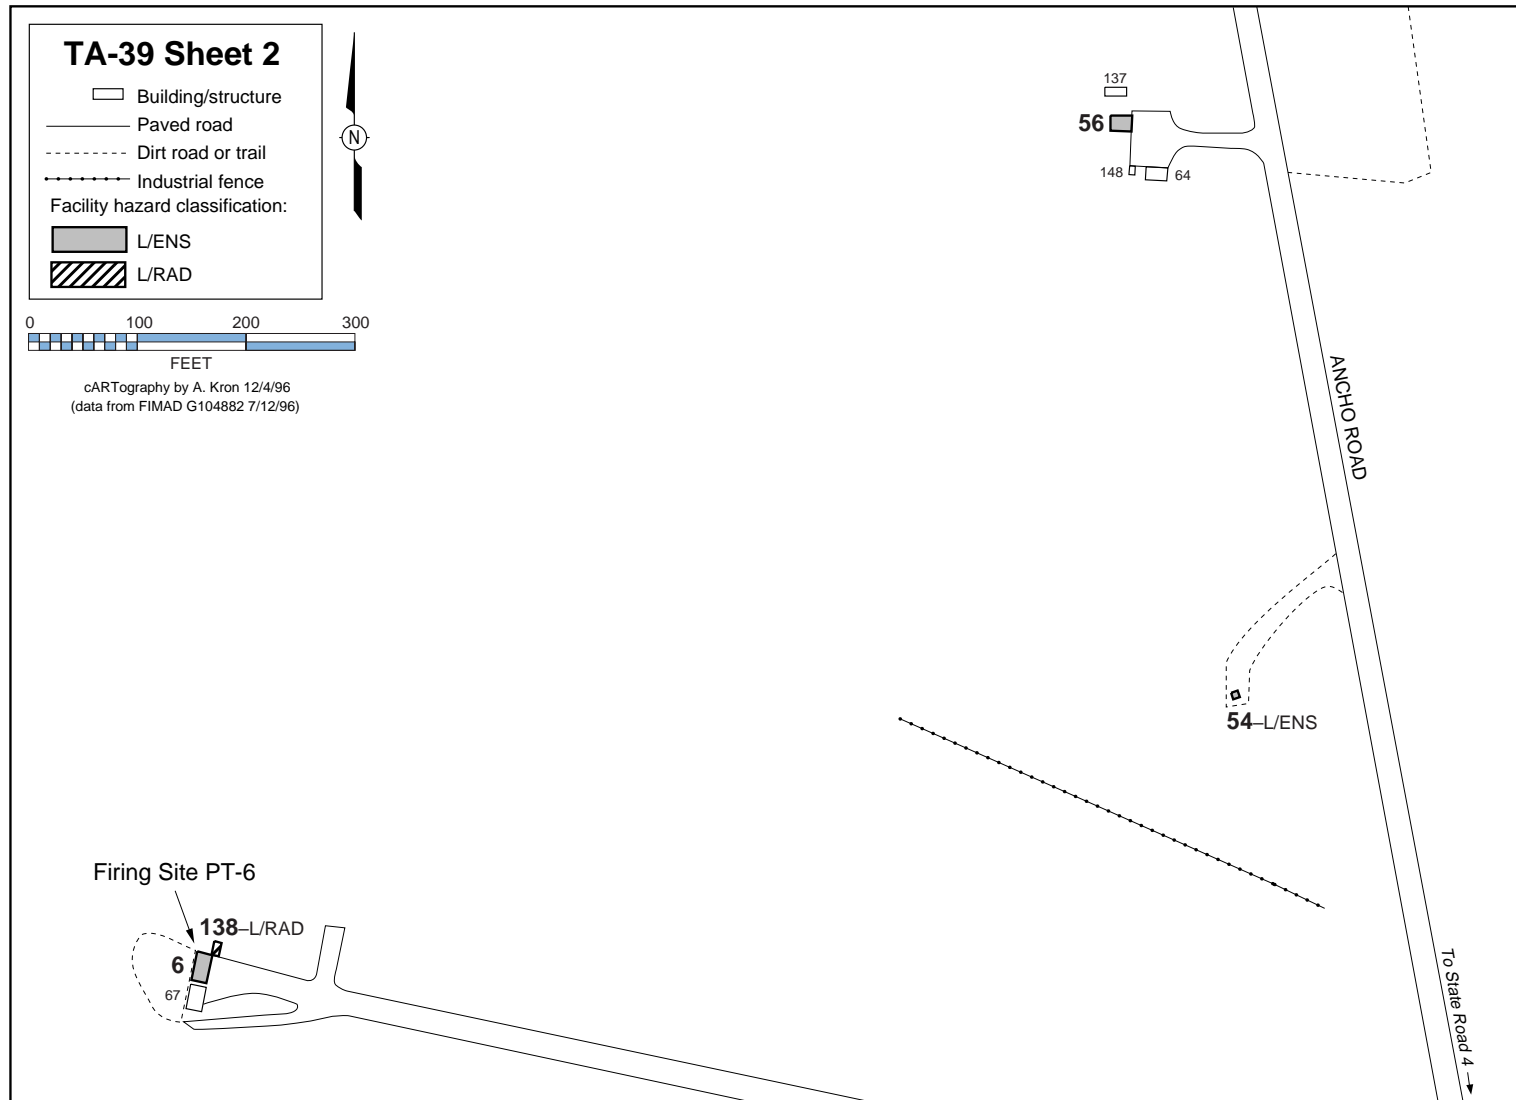 TA-39 Sheet 2
Building/structure
Paved road
Dirt road or trail
Industrial fence
Facility hazard classification:
L/ENS
L/RAD
N
0 100 200 300
FEET
cARTography by A. Kron 12/4/96
(data from FIMAD G104882 7/12/96)
137
56
148
64
ANCHO ROAD
54–L/ENS
Firing Site PT-6
138–L/RAD
6
67
To State Road 4